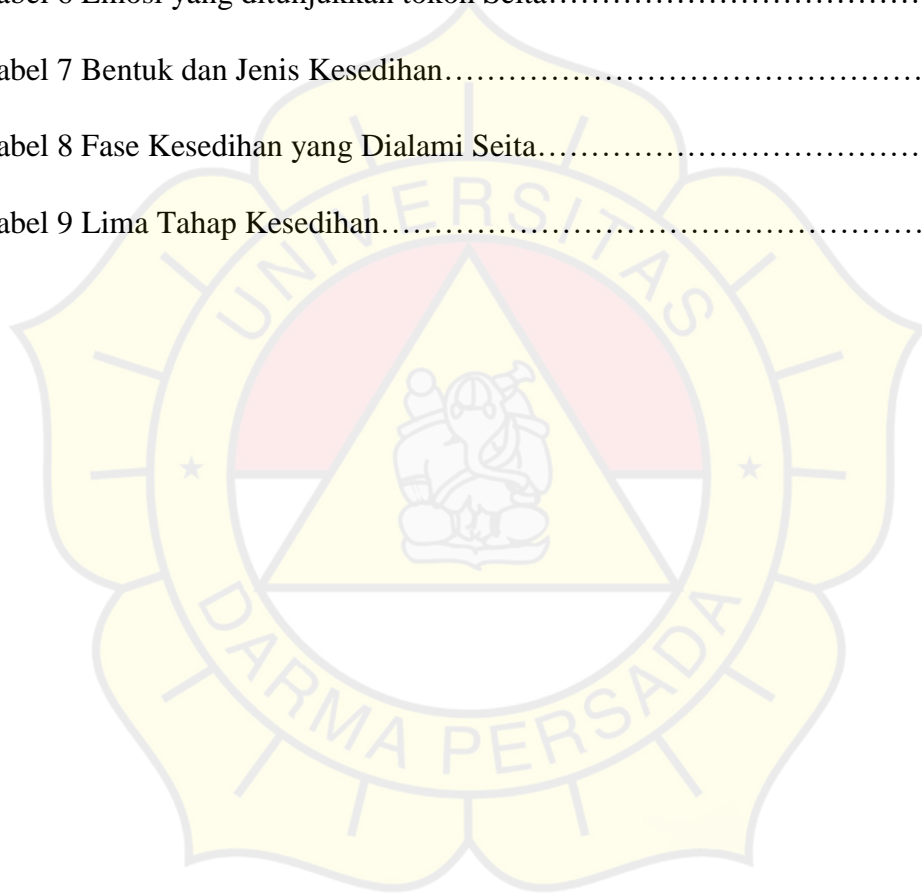 abel 6 Emosi yang ditunjukkan tokoh Seita……………………………………
abel 7 Bentuk dan Jenis Kesedihan……………………………………………
abel 8 Fase Kesedihan yang Dialami Seita……………………………………
abel 9 Lima Tahap Kesedihan…………………………………………………
UNIVERSITAS
DARMA PERSADA